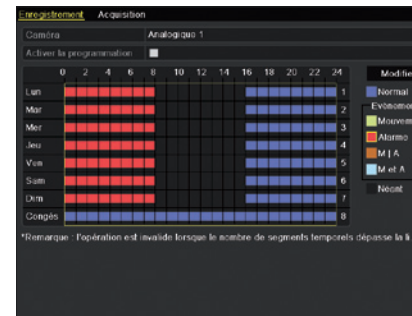 Enregistrement Acquisition
Caméra Analogique 1
Activer la programmation
0 2 4 6 8 10 12 14 16 18 20 22 24 Modifie
Lun 1 Normal
Evénemen
Mar 2 Mouvem
Mer 3 Alarme
Jeu 4 M | A
Ven 5 M et A
Sam 6 Néant
Dim 7
Congés 8
*Remarque : l'opération est invalide lorsque le nombre de segments temporels dépasse la li